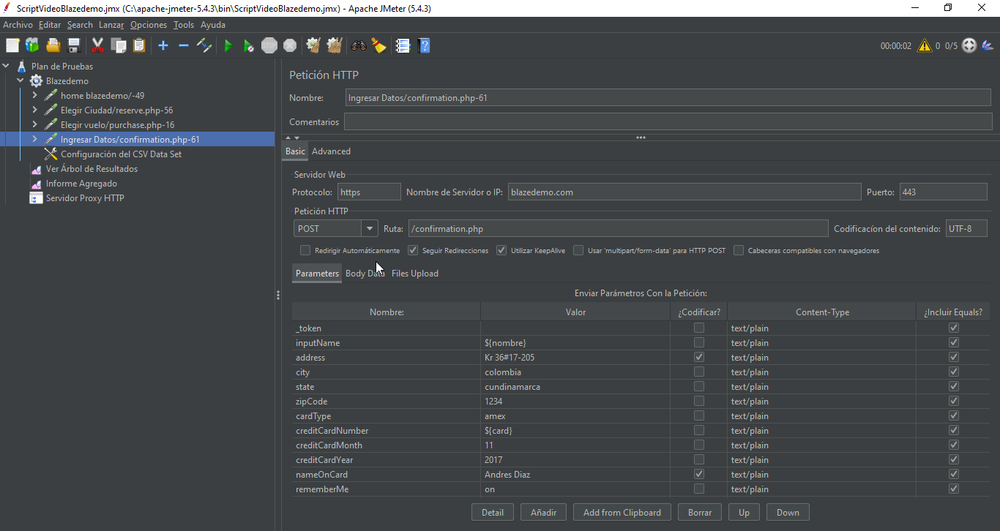 ScriptVideoBlazedemo.jmx (C:\apache-jmeter-5.4.3\bin\ScriptVideoBlazedemo.jmx) - Apache JMeter (5.4.3)
Archivo Editar Search Lanzar Opciones Tools Ayuda
STOP 00:00:02 0 0/5
Plan de Pruebas
Blazedemo
home blazedemo/-49
Elegir Ciudad/reserve.php-56
Elegir vuelo/purchase.php-16
Ingresar Datos/confirmation.php-61
Configuración del CSV Data Set
Ver Árbol de Resultados
Informe Agregado
Servidor Proxy HTTP
Petición HTTP
Nombre: Ingresar Datos/confirmation.php-61
Comentarios
Basic Advanced
Servidor Web
Protocolo: https Nombre de Servidor o IP: blazedemo.com Puerto: 443
Petición HTTP
POST Ruta: /confirmation.php Codificacíon del contenido: UTF-8
Redirigir Automáticamente Seguir Redirecciones Utilizar KeepAlive Usar 'multipart/form-data' para HTTP POST Cabeceras compatibles con navegadores
Parameters Body Data Files Upload
Enviar Parámetros Con la Petición:
Nombre: Valor ¿Codificar? Content-Type ¿Incluir Equals?
_token text/plain
inputName ${nombre} text/plain
address Kr 36#17-205 text/plain
city colombia text/plain
state cundinamarca text/plain
zipCode 1234 text/plain
cardType amex text/plain
creditCardNumber ${card} text/plain
creditCardMonth 11 text/plain
creditCardYear 2017 text/plain
nameOnCard Andres Diaz text/plain
rememberMe on text/plain
Detail Añadir Add from Clipboard Borrar Up Down